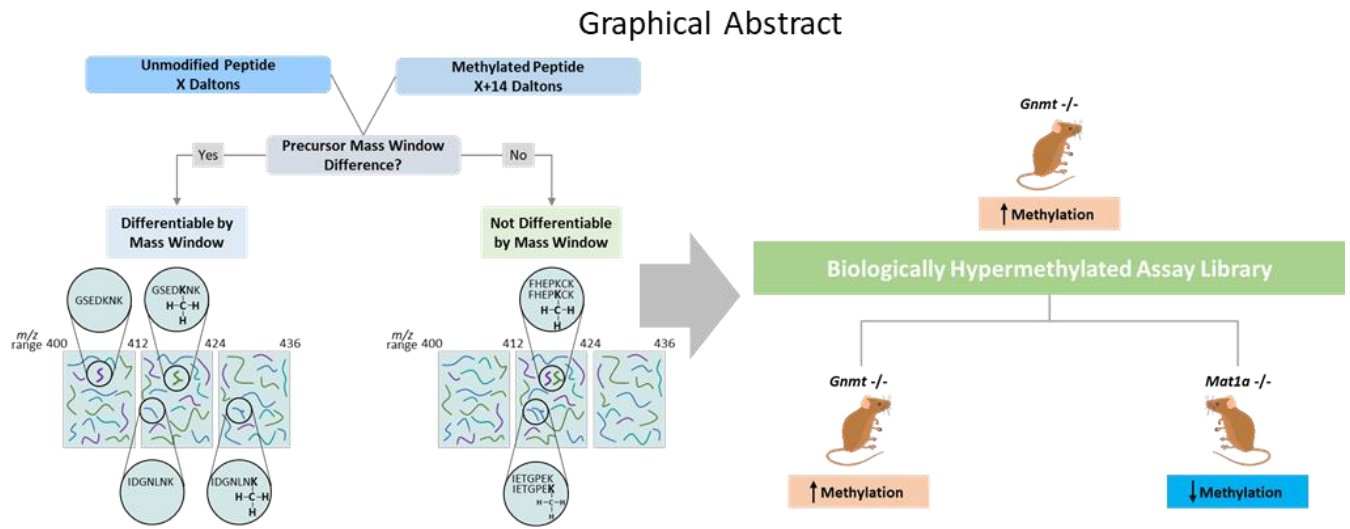 Graphical Abstract
Unmodified Peptide
X Daltons
Methylated Peptide
X+14 Daltons
Precursor Mass Window
Difference?
Yes
No
Differentiable by
Mass Window
Not Differentiable
by Mass Window
GSEDKNK
GSEDKNK
H-C-H
H
FHEPKCK
FHEPKCK
H-C-H
H
m/z
range
400
412
424
436
m/z
range
400
412
424
436
IDGNLNK
IDGNLNK
H-C-H
H
IETGPEK
IETGPEK
H-C-H
H
Gnmt -/-
↑ Methylation
Biologically Hypermethylated Assay Library
Gnmt -/-
↑ Methylation
Mat1a -/-
↓ Methylation